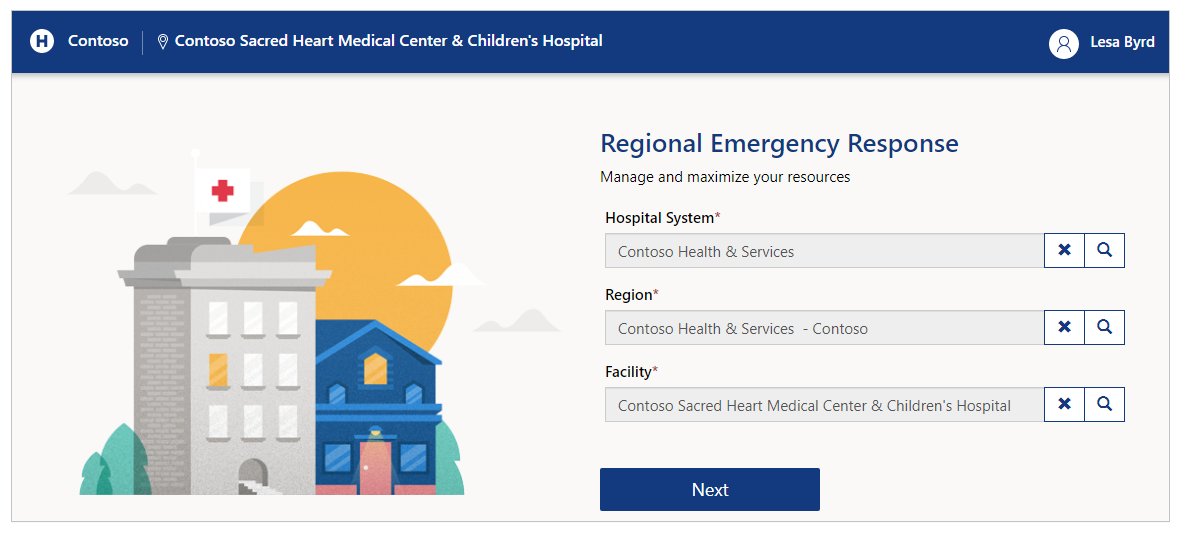 H Contoso Contoso Sacred Heart Medical Center & Children's Hospital Lesa Byrd
Regional Emergency Response
Manage and maximize your resources
Hospital System*
Contoso Health & Services
Region*
Contoso Health & Services  - Contoso
Facility*
Contoso Sacred Heart Medical Center & Children's Hospital
Next